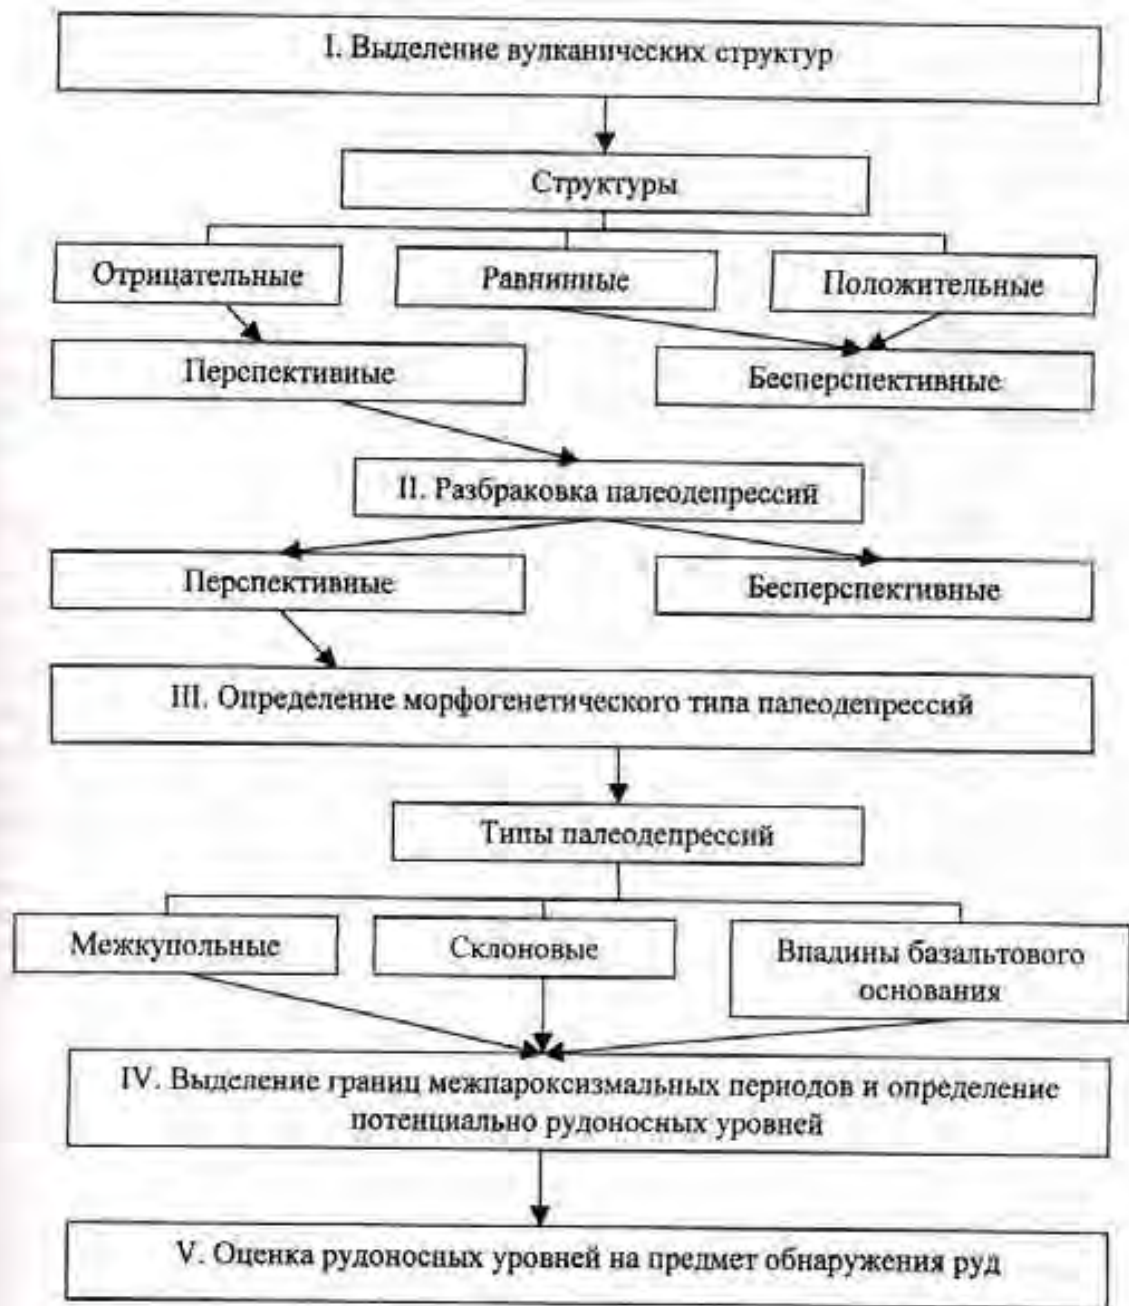 I. Выделение вулканических структур
Структуры
Отрицательные
Равнинные
Положительные
Перспективные
Бесперспективные
II. Разбраковка палеодепрессий
Перспективные
Бесперспективные
III. Определение морфогенетического типа палеодепрессий
Типы палеодепрессий
Межкупольные
Склоновые
Впадины базальтового
основания
IV. Выделение границ межпароксизмальных периодов и определение
потенциально рудоносных уровней
V. Оценка рудоносных уровней на предмет обнаружения руд